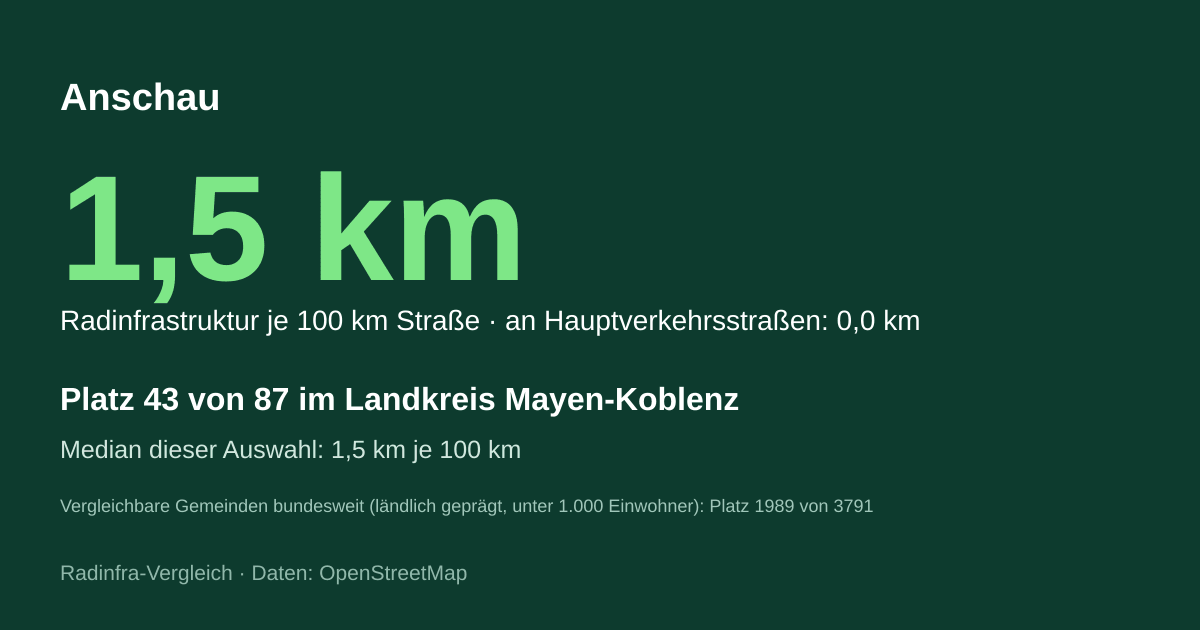 Anschau
1,5 km
Radinfrastruktur je 100 km Straße · an Hauptverkehrsstraßen: 0,0 km
Platz 43 von 87 im Landkreis Mayen-Koblenz
Median dieser Auswahl: 1,5 km je 100 km
Vergleichbare Gemeinden bundesweit (ländlich geprägt, unter 1.000 Einwohner): Platz 1989 von 3791
Radinfra-Vergleich · Daten: OpenStreetMap